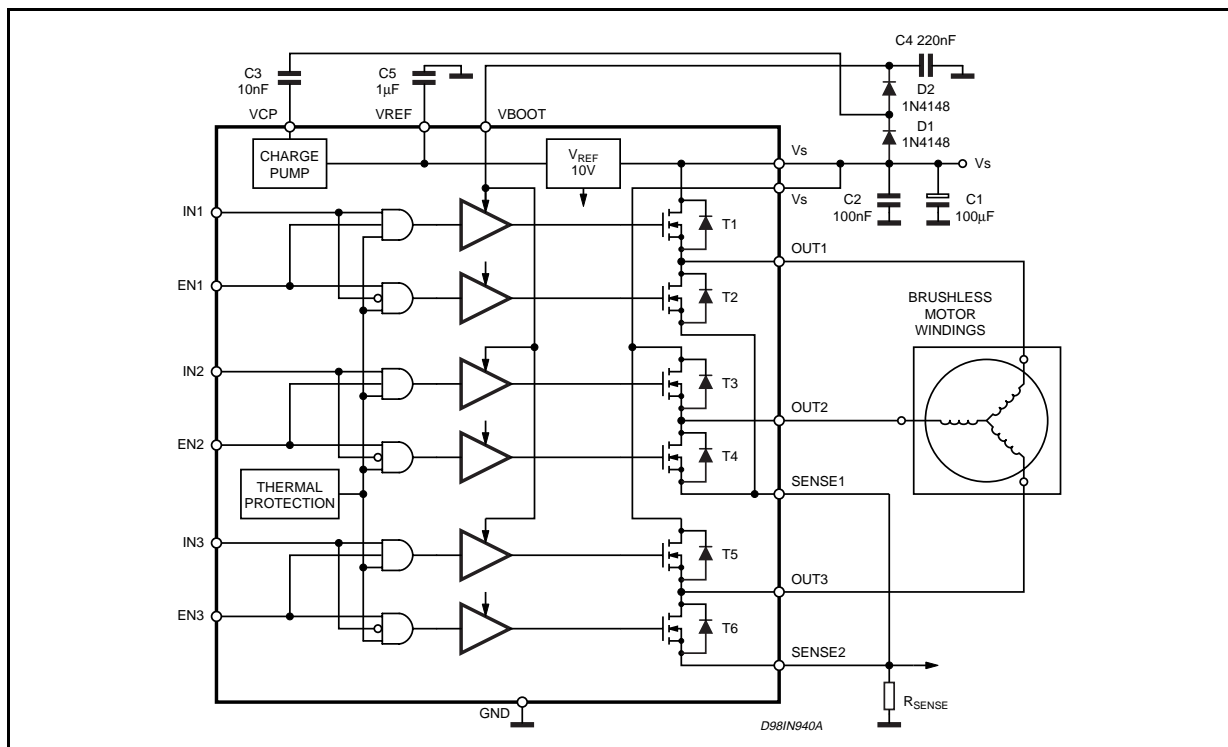 C4 220nF
C3
10nF
C5
1µF
D2
1N4148
VCP
VREF
VBOOT
D1
1N4148
CHARGE
PUMP
VREF
10V
Vs
Vs
Vs
C2
100nF
C1
100µF
IN1
T1
OUT1
EN1
T2
BRUSHLESS
MOTOR
WINDINGS
IN2
T3
OUT2
EN2
T4
THERMAL
PROTECTION
SENSE1
IN3
T5
OUT3
EN3
T6
SENSE2
GND
RSENSE
D98IN940A